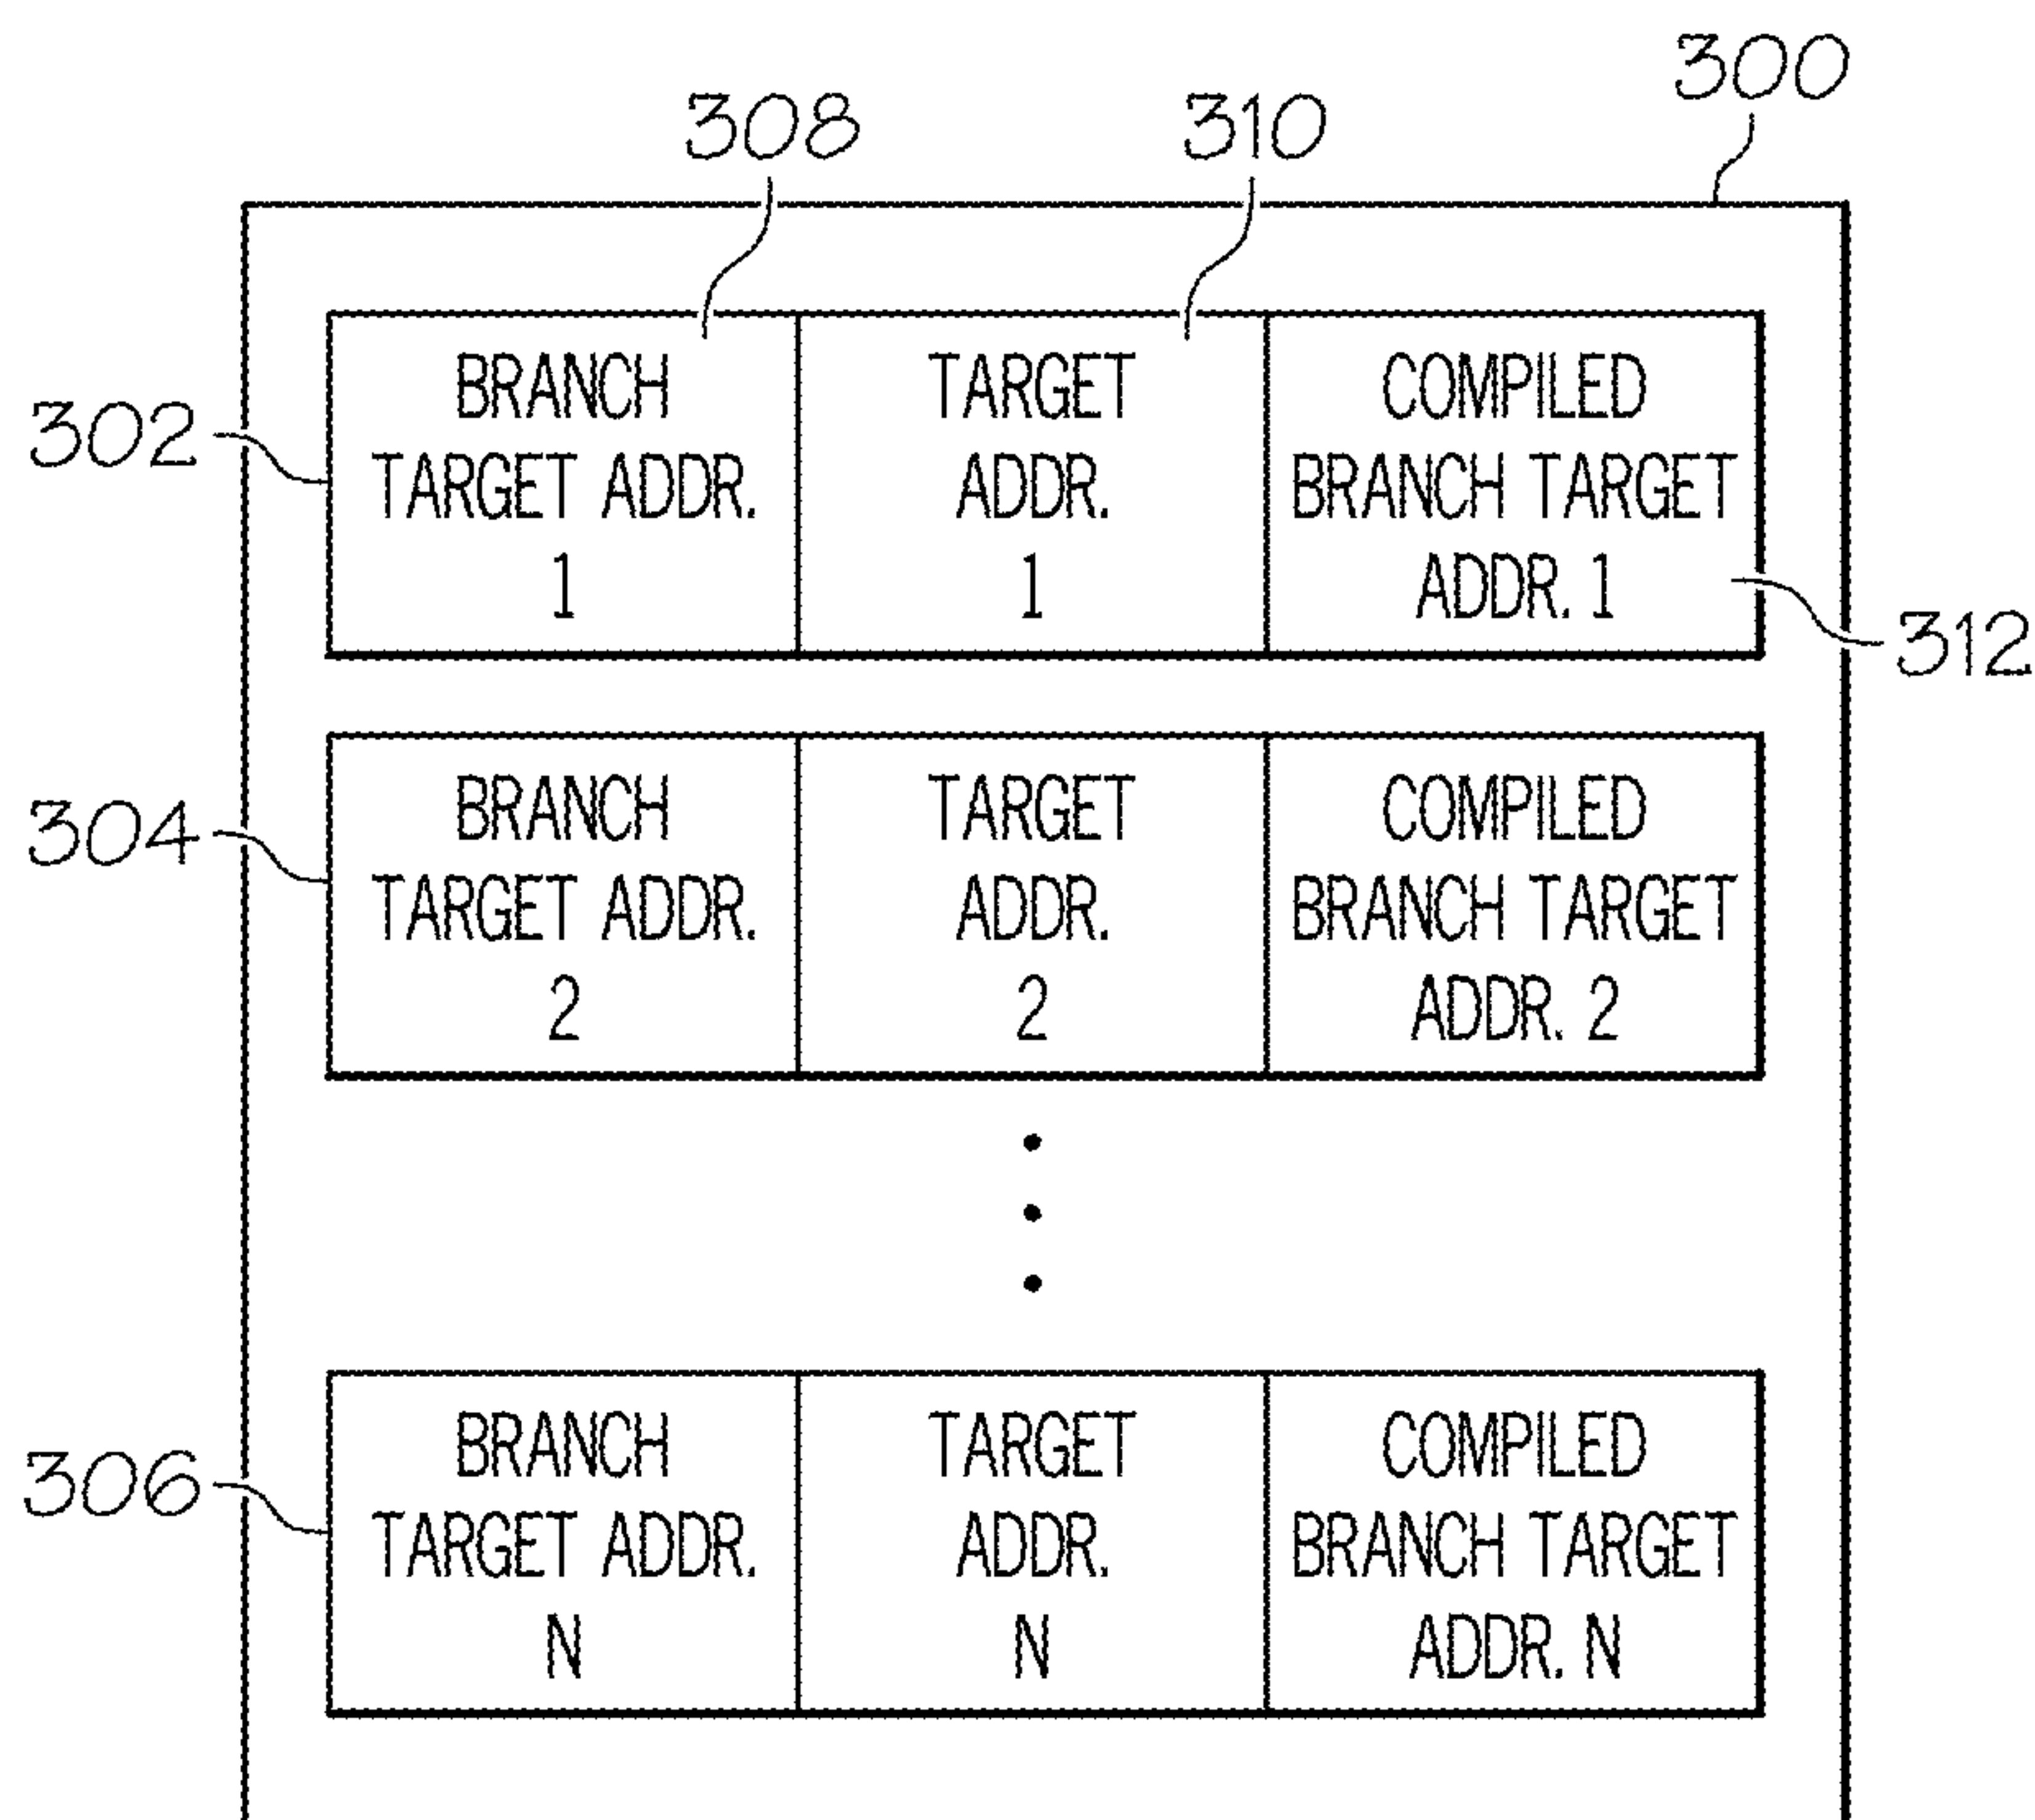 300
308
310
302
BRANCH
TARGET ADDR.
1
TARGET
ADDR.
1
COMPILED
BRANCH TARGET
ADDR. 1
312
304
BRANCH
TARGET ADDR.
2
TARGET
ADDR.
2
COMPILED
BRANCH TARGET
ADDR. 2
306
BRANCH
TARGET ADDR.
N
TARGET
ADDR.
N
COMPILED
BRANCH TARGET
ADDR. N